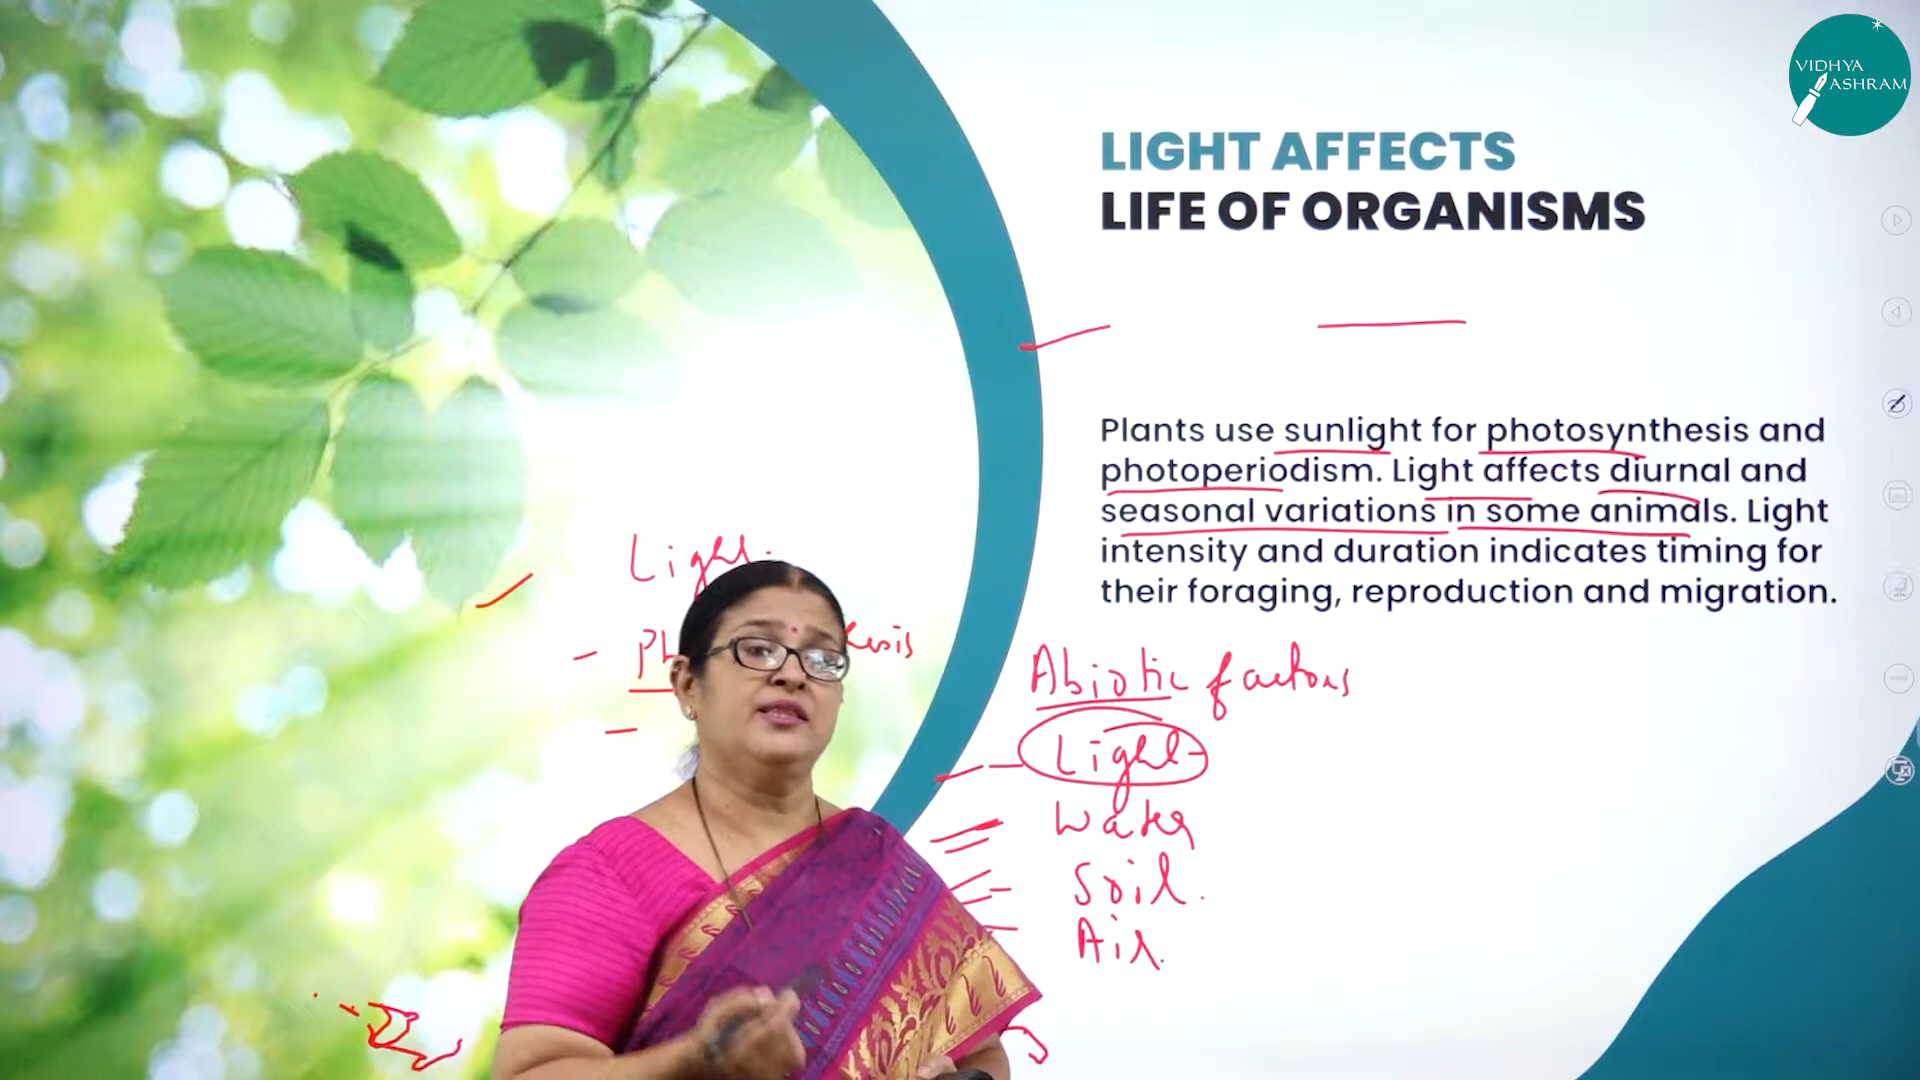 VIDHYA
ASHRAM
LIGHT AFFECTS
LIFE OF ORGANISMS
Plants use sunlight for photosynthesis and
photoperiodism. Light affects diurnal and
seasonal variations in some animals. Light
intensity and duration indicates timing for
their foraging, reproduction and migration.
Light.
Abiotic factors
Light
Water
Soil.
Air.